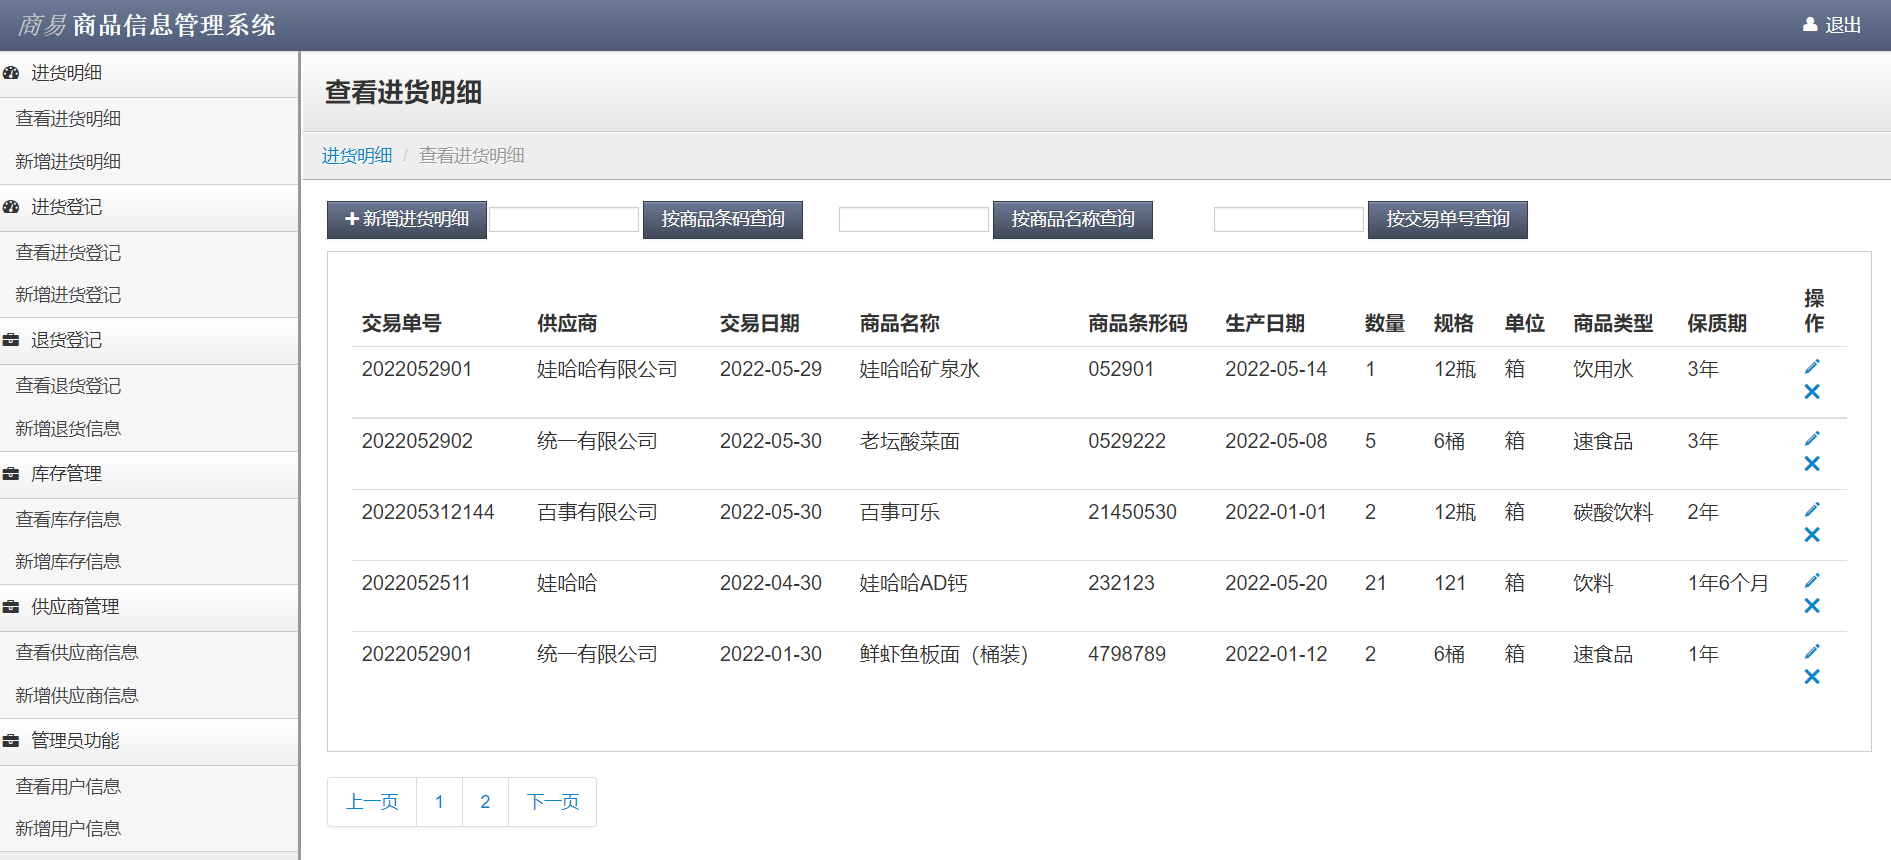 商易 商品信息管理系统
退出
进货明细
查看进货明细
新增进货明细
进货登记
查看进货登记
新增进货登记
退货登记
查看退货登记
新增退货信息
库存管理
查看库存信息
新增库存信息
供应商管理
查看供应商信息
新增供应商信息
管理员功能
查看用户信息
新增用户信息
查看进货明细
进货明细 / 查看进货明细
新增进货明细 按商品条码查询 按商品名称查询 按交易单号查询
交易单号 供应商 交易日期 商品名称 商品条形码 生产日期 数量 规格 单位 商品类型 保质期 操作
2022052901 娃哈哈有限公司 2022-05-29 娃哈哈矿泉水 052901 2022-05-14 1 12瓶 箱 饮用水 3年
2022052902 统一有限公司 2022-05-30 老坛酸菜面 0529222 2022-05-08 5 6桶 箱 速食品 3年
202205312144 百事有限公司 2022-05-30 百事可乐 21450530 2022-01-01 2 12瓶 箱 碳酸饮料 2年
2022052511 娃哈哈 2022-04-30 娃哈哈AD钙 232123 2022-05-20 21 121 箱 饮料 1年6个月
2022052901 统一有限公司 2022-01-30 鲜虾鱼板面（桶装） 4798789 2022-01-12 2 6桶 箱 速食品 1年
上一页 1 2 下一页